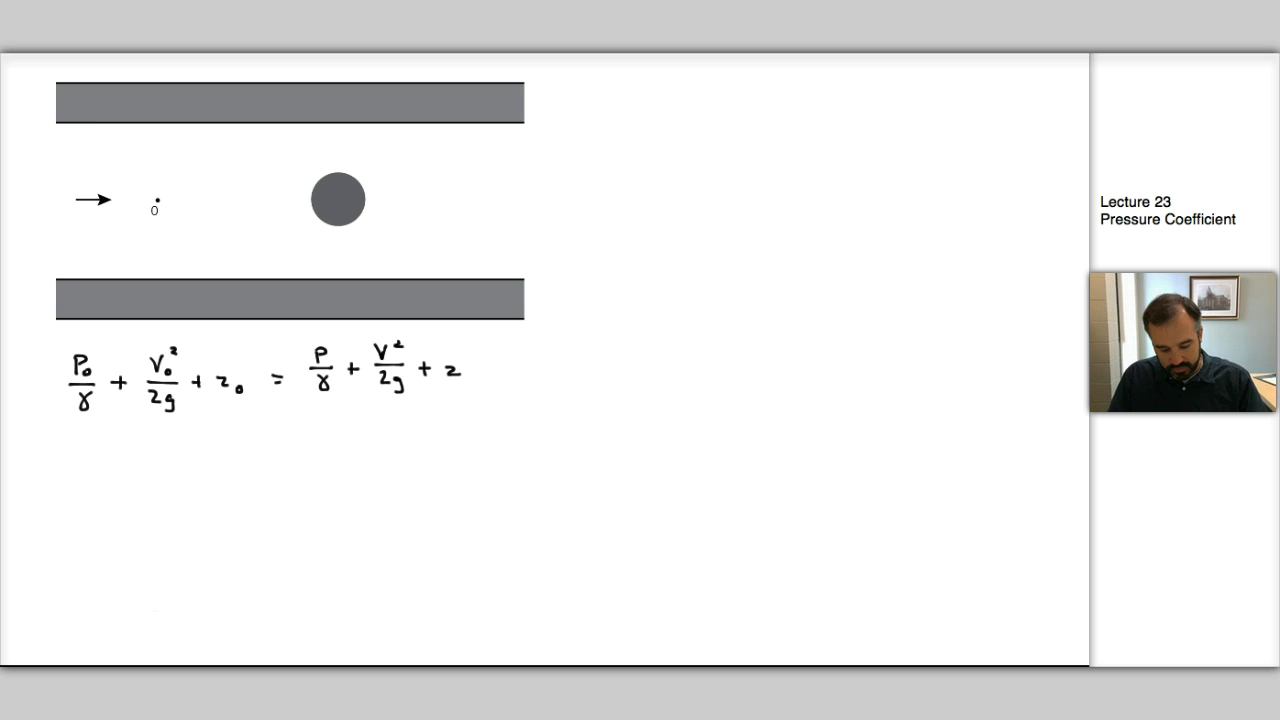 0
P₀/γ + V₀²/2g + z₀ = P/γ + V²/2g + z
Lecture 23
Pressure Coefficient